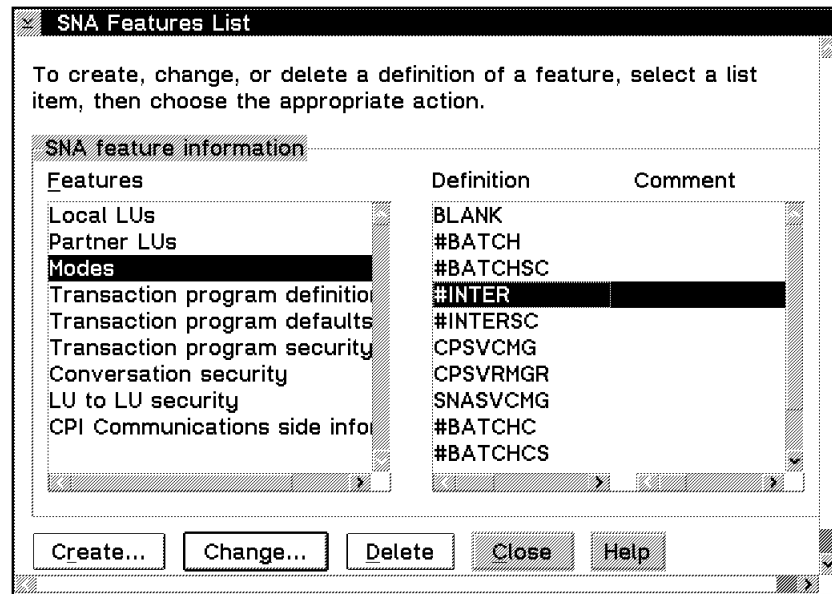 SNA Features List
To create, change, or delete a definition of a feature, select a list
item, then choose the appropriate action.
SNA feature information
Features
Local LUs
Partner LUs
Modes
Transaction program definitio
Transaction program defaults
Transaction program security
Conversation security
LU to LU security
CPI Communications side info
Definition Comment
BLANK
#BATCH
#BATCHSC
#INTER
#INTERSC
CPSVCMG
CPSVRMGR
SNASVCMG
#BATCHC
#BATCHCS
Create... Change... Delete Close Help